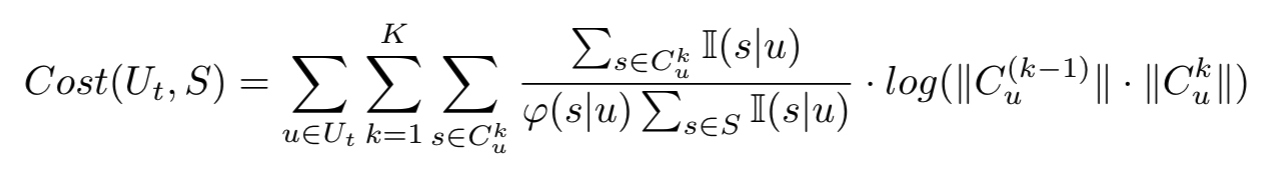 Cost(U_t, S) = \sum_{u \in U_t} \sum_{k=1}^{K} \sum_{s \in C_u^k} \frac{\sum_{s \in C_u^k} \mathbb{I}(s|u)}{\varphi(s|u) \sum_{s \in S} \mathbb{I}(s|u)} \cdot log(\|C_u^{(k-1)}\| \cdot \|C_u^k\|)